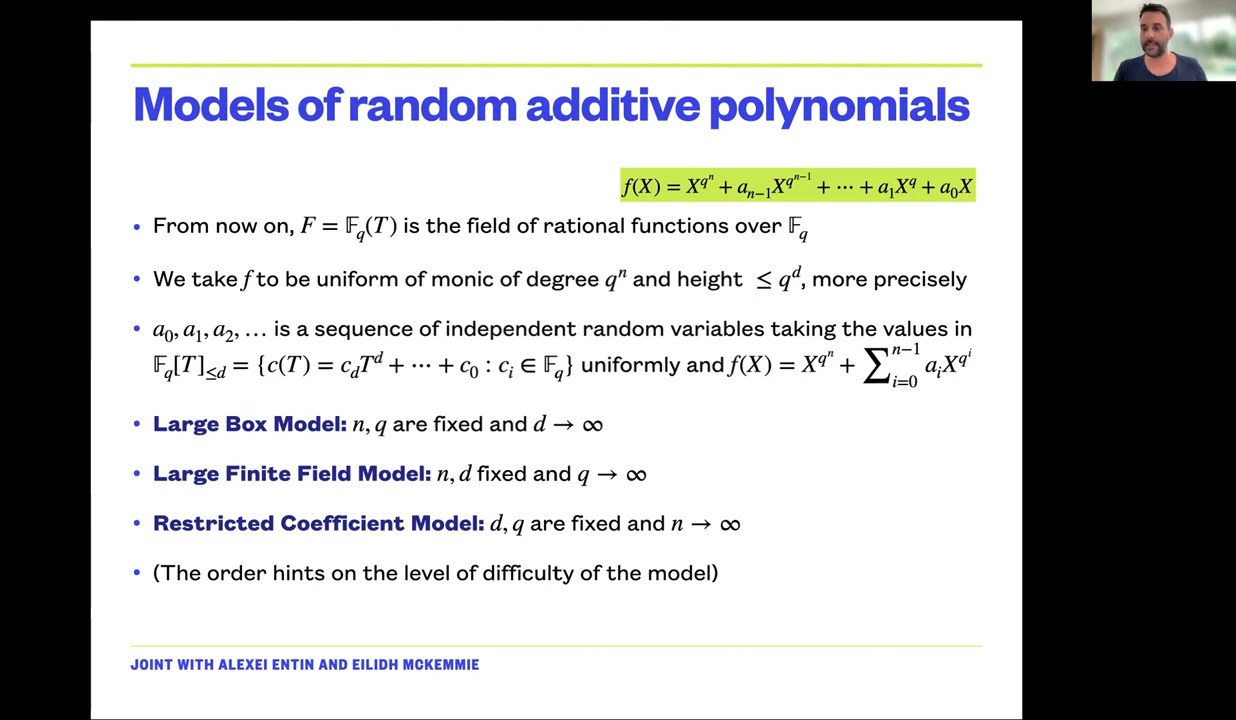 Models of random additive polynomials
f(X) = X^{q^n} + a_{n−1}X^{q^{n−1}} + ⋯ + a_1X^q + a_0X
• From now on, F = 𝔽_q(T) is the field of rational functions over 𝔽_q
• We take f to be uniform of monic of degree q^n and height ≤ q^d, more precisely
• a_0, a_1, a_2, … is a sequence of independent random variables taking the values in
𝔽_q[T]_{≤d} = {c(T) = c_dT^d + ⋯ + c_0 : c_i ∈ 𝔽_q} uniformly and f(X) = X^{q^n} + ∑_{i=0}^{n−1} a_iX^{q^i}
• Large Box Model: n, q are fixed and d → ∞
• Large Finite Field Model: n, d fixed and q → ∞
• Restricted Coefficient Model: d, q are fixed and n → ∞
• (The order hints on the level of difficulty of the model)
JOINT WITH ALEXEI ENTIN AND EILIDH MCKEMMIE